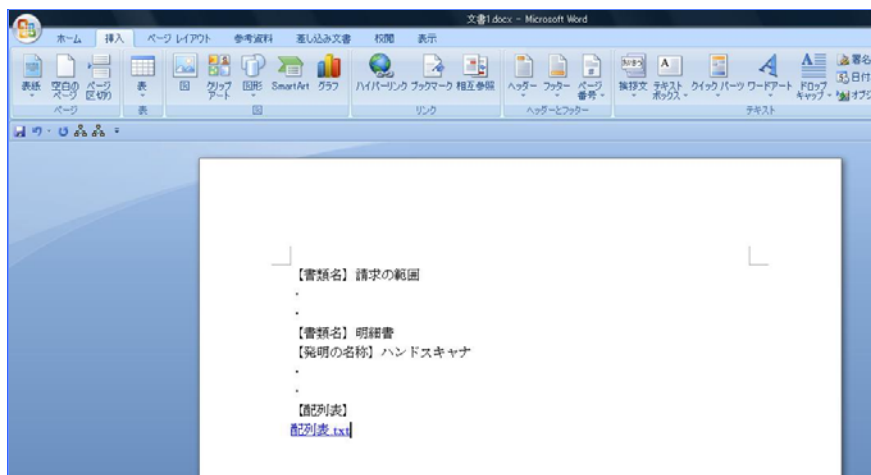 文書1.docx - Microsoft Word
ホーム 挿入 ページ レイアウト 参考資料 差し込み文書 校閲 表示
表紙 空白のページ ページ区切り 表 図 クリップアート 図形 SmartArt グラフ ハイパーリンク ブックマーク 相互参照 ヘッダー フッター ページ番号 挨拶文 テキストボックス クイック パーツ ワードアート ドロップキャップ 署名
日付
オブ
ページ 表 図 リンク ヘッダーとフッター テキスト
【書類名】請求の範囲
・
・
【書類名】明細書
【発明の名称】ハンドスキャナ
・
・
【配列表】
配列表.txt